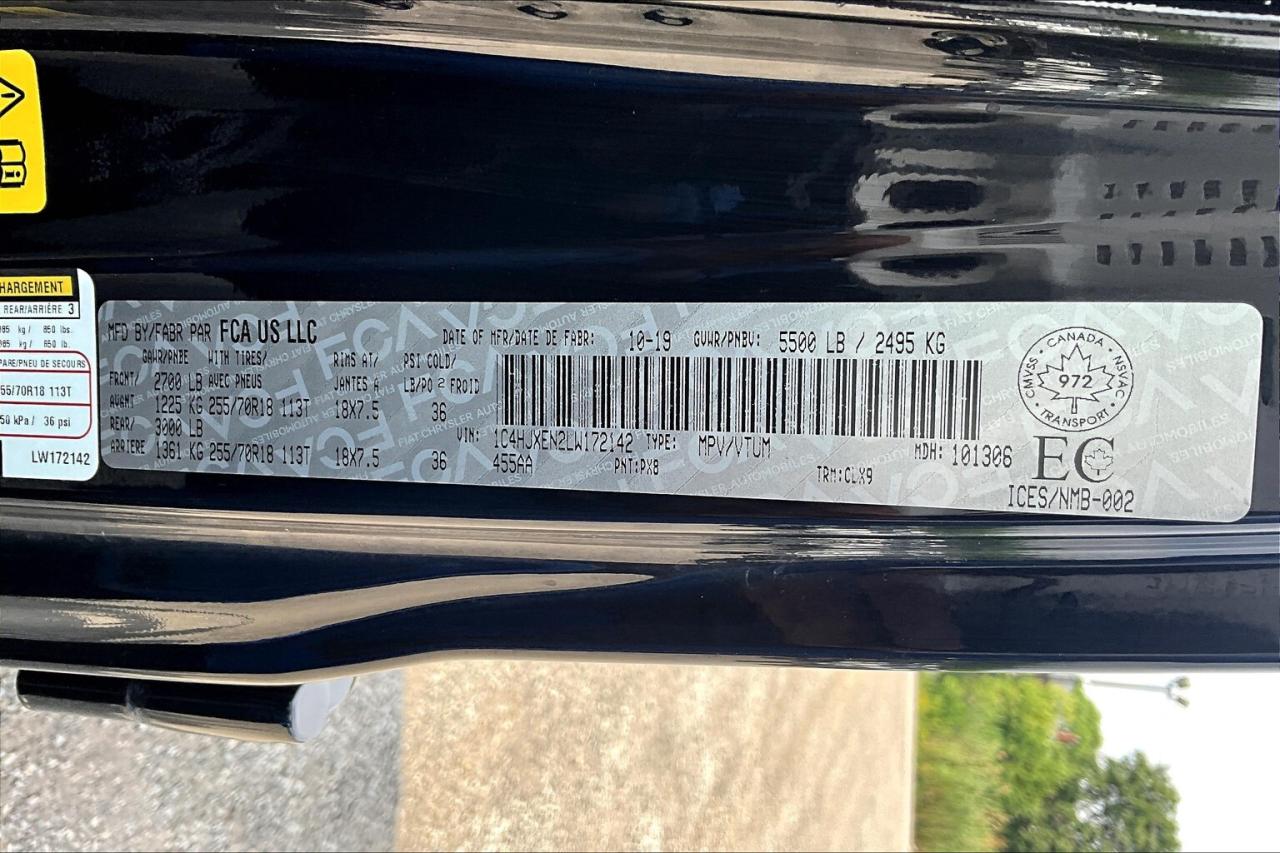 HARGEMENT
REAR/ARRIÈRE 3
kg / 850 lbs.
kg / 850 lb.
PARE/PNEU DE SECOURS
55/70R18 113T
50 kPa / 36 psi
LW172142
MFD BY/FABR PAR FCA US LLC DATE OF MFR/DATE DE FABR: 10-19 GVWR/PNBV: 5500 LB / 2495 KG
GAWR/PNBE WITH TIRES/ RIMS AT/ PSI COLD/
FRONT/ 2700 LB AVEC PNEUS JANTES A LB/PO 2 FROID
AVANT 1225 KG 255/70R18 113T 18X7.5 36
REAR/ 3000 LB
ARRIERE 1361 KG 255/70R18 113T 18X7.5 36
VIN: 1C4HJXEN2LW172142 TYPE: MPV/VTUM MDH: 101306
455AA PNT:PX8 TRM:CLX9
CANADA
CMVSS 972 NSVAC
TRANSPORT
EC
ICES/NMB-002